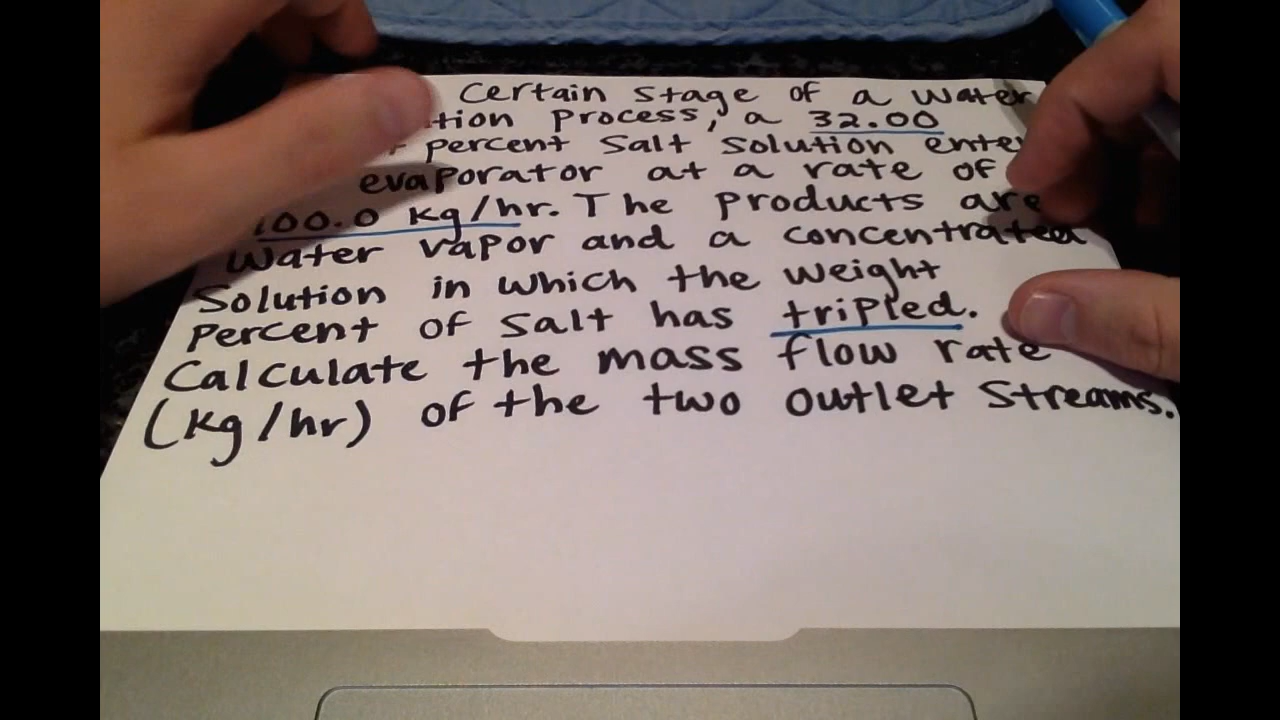 certain stage of a water
tion process, a 32.00
percent salt solution ente
evaporator at a rate of
100.0 kg/hr. The products are
water vapor and a concentrated
solution in which the weight
percent of salt has tripled.
Calculate the mass flow rate
(kg/hr) of the two outlet streams.